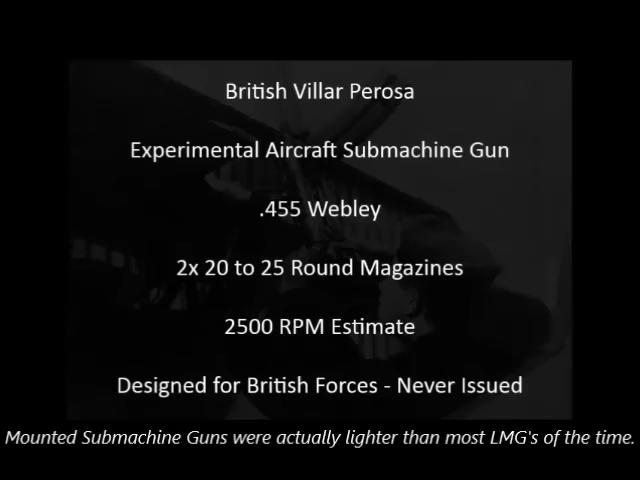 British Villar Perosa
Experimental Aircraft Submachine Gun
.455 Webley
2x 20 to 25 Round Magazines
2500 RPM Estimate
Designed for British Forces - Never Issued
Mounted Submachine Guns were actually lighter than most LMG's of the time.